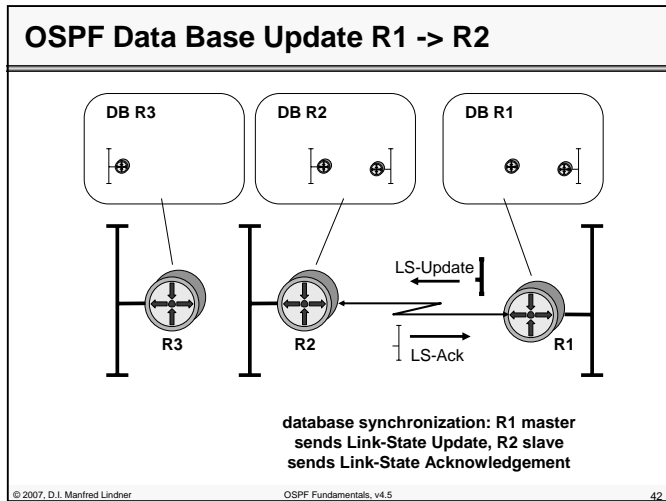 OSPF Data Base Update R1 -> R2
DB R3
DB R2
DB R1
LS-Update
R3
R2
LS-Ack
R1
database synchronization: R1 master
sends Link-State Update, R2 slave
sends Link-State Acknowledgement
© 2007, D.I. Manfred Lindner
OSPF Fundamentals, v4.5
42